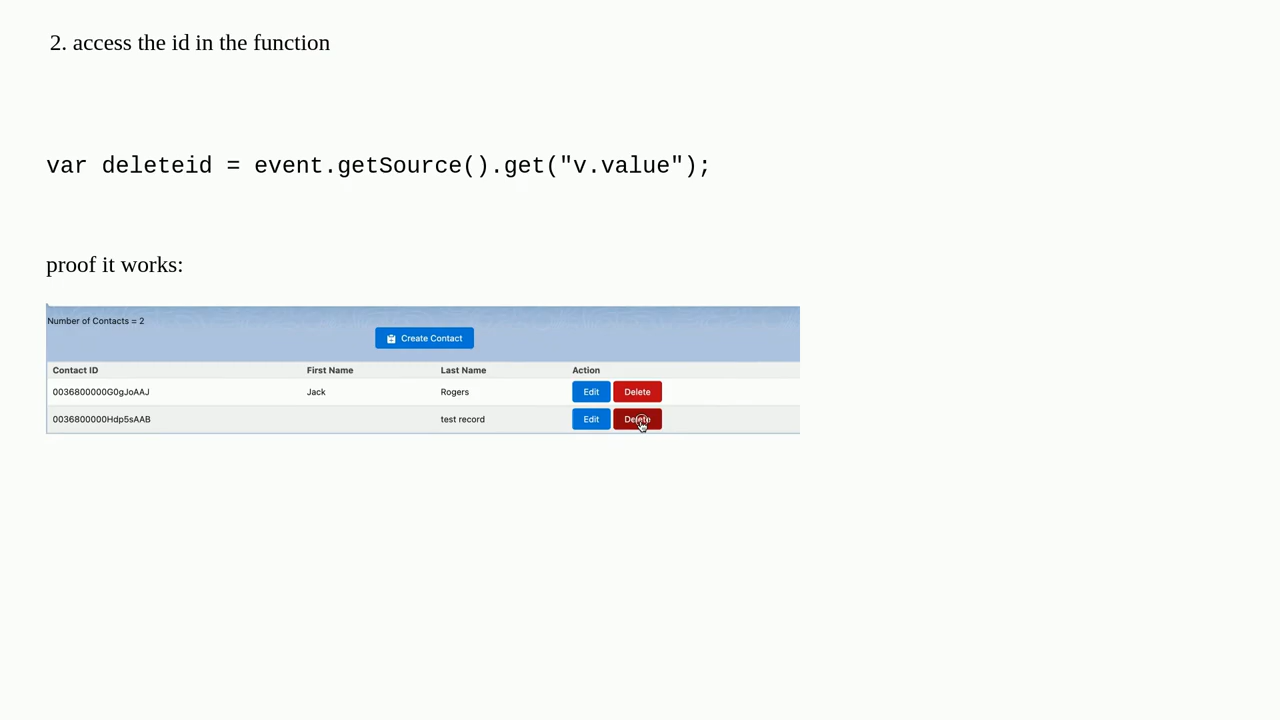 2. access the id in the function
var deleteid = event.getSource().get("v.value");
proof it works:
Number of Contacts = 2
Create Contact
Contact ID First Name Last Name Action
0036800000G0gJoAAJ Jack Rogers Edit Delete
0036800000Hdp5sAAB test record Edit Delete